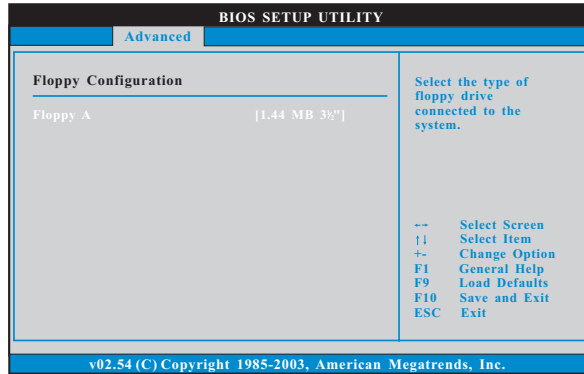 BIOS SETUP UTILITY
Advanced
Floppy Configuration
Floppy A [1.44 MB 3½"]
Select the type of
floppy drive
connected to the
system.
←→ Select Screen
↑↓ Select Item
+- Change Option
F1 General Help
F9 Load Defaults
F10 Save and Exit
ESC Exit
v02.54 (C) Copyright 1985-2003, American Megatrends, Inc.